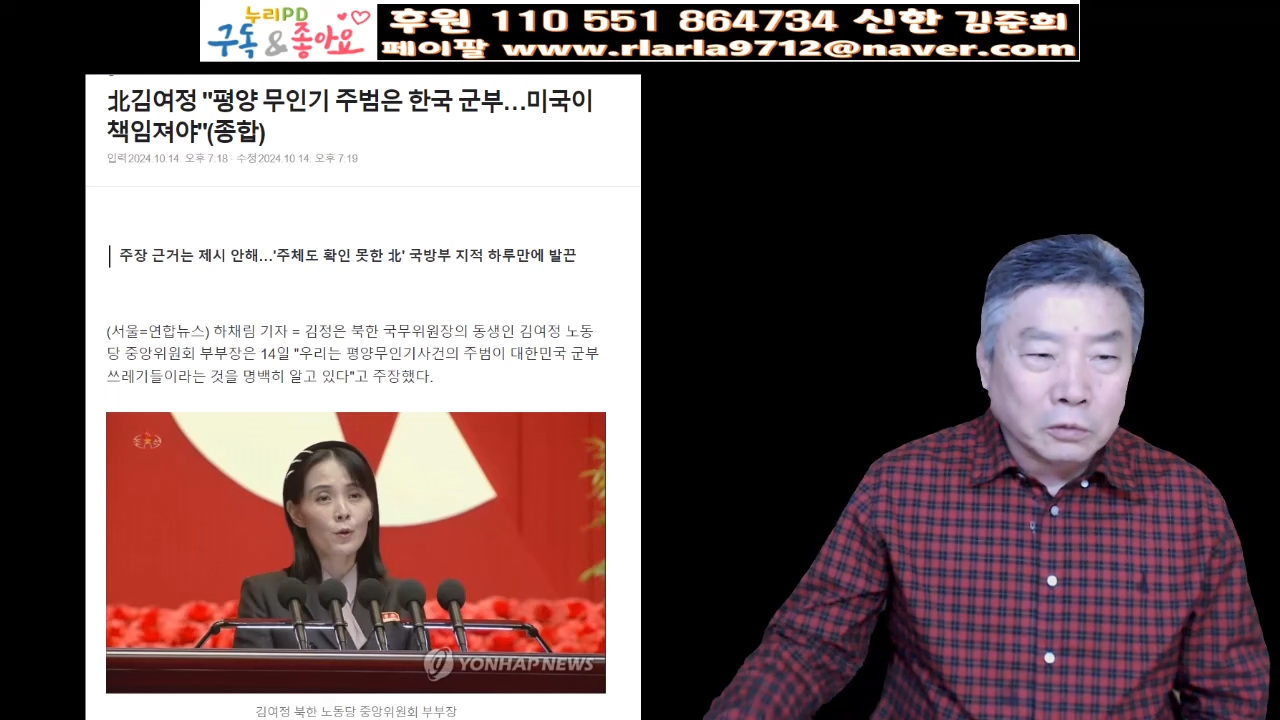 누리PD
구독 & 좋아요
후원 110 551 864734 신한 김준희
페이팔 www.rlarla9712@naver.com
北김여정 "평양 무인기 주범은 한국 군부…미국이
책임져야"(종합)
입력 2024.10.14. 오후 7:18 · 수정 2024.10.14. 오후 7:19
주장 근거는 제시 안해…'주체도 확인 못한 北' 국방부 지적 하루만에 발끈
(서울=연합뉴스) 하채림 기자 = 김정은 북한 국무위원장의 동생인 김여정 노동
당 중앙위원회 부부장은 14일 "우리는 평양무인기사건의 주범이 대한민국 군부
쓰레기들이라는 것을 명백히 알고 있다"고 주장했다.
YONHAP NEWS
김여정 북한 노동당 중앙위원회 부부장